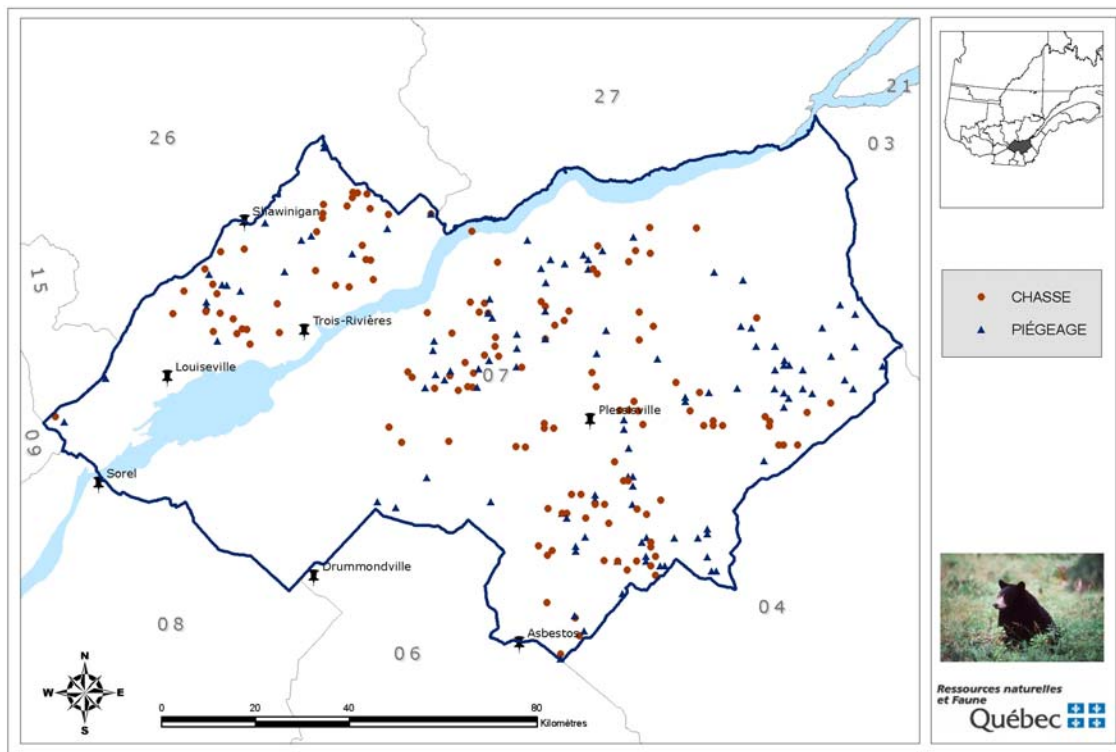 27
21
26
03
Shawinigan
15
CHASSE
Trois-Rivières
PIÉGEAGE
Louiseville
07
Plessisville
09
Sorel
Drummondville
04
08
06
Asbestos
N
W E
S
0 20 40 80
Kilomètres
Ressources naturelles
et Faune
Québec